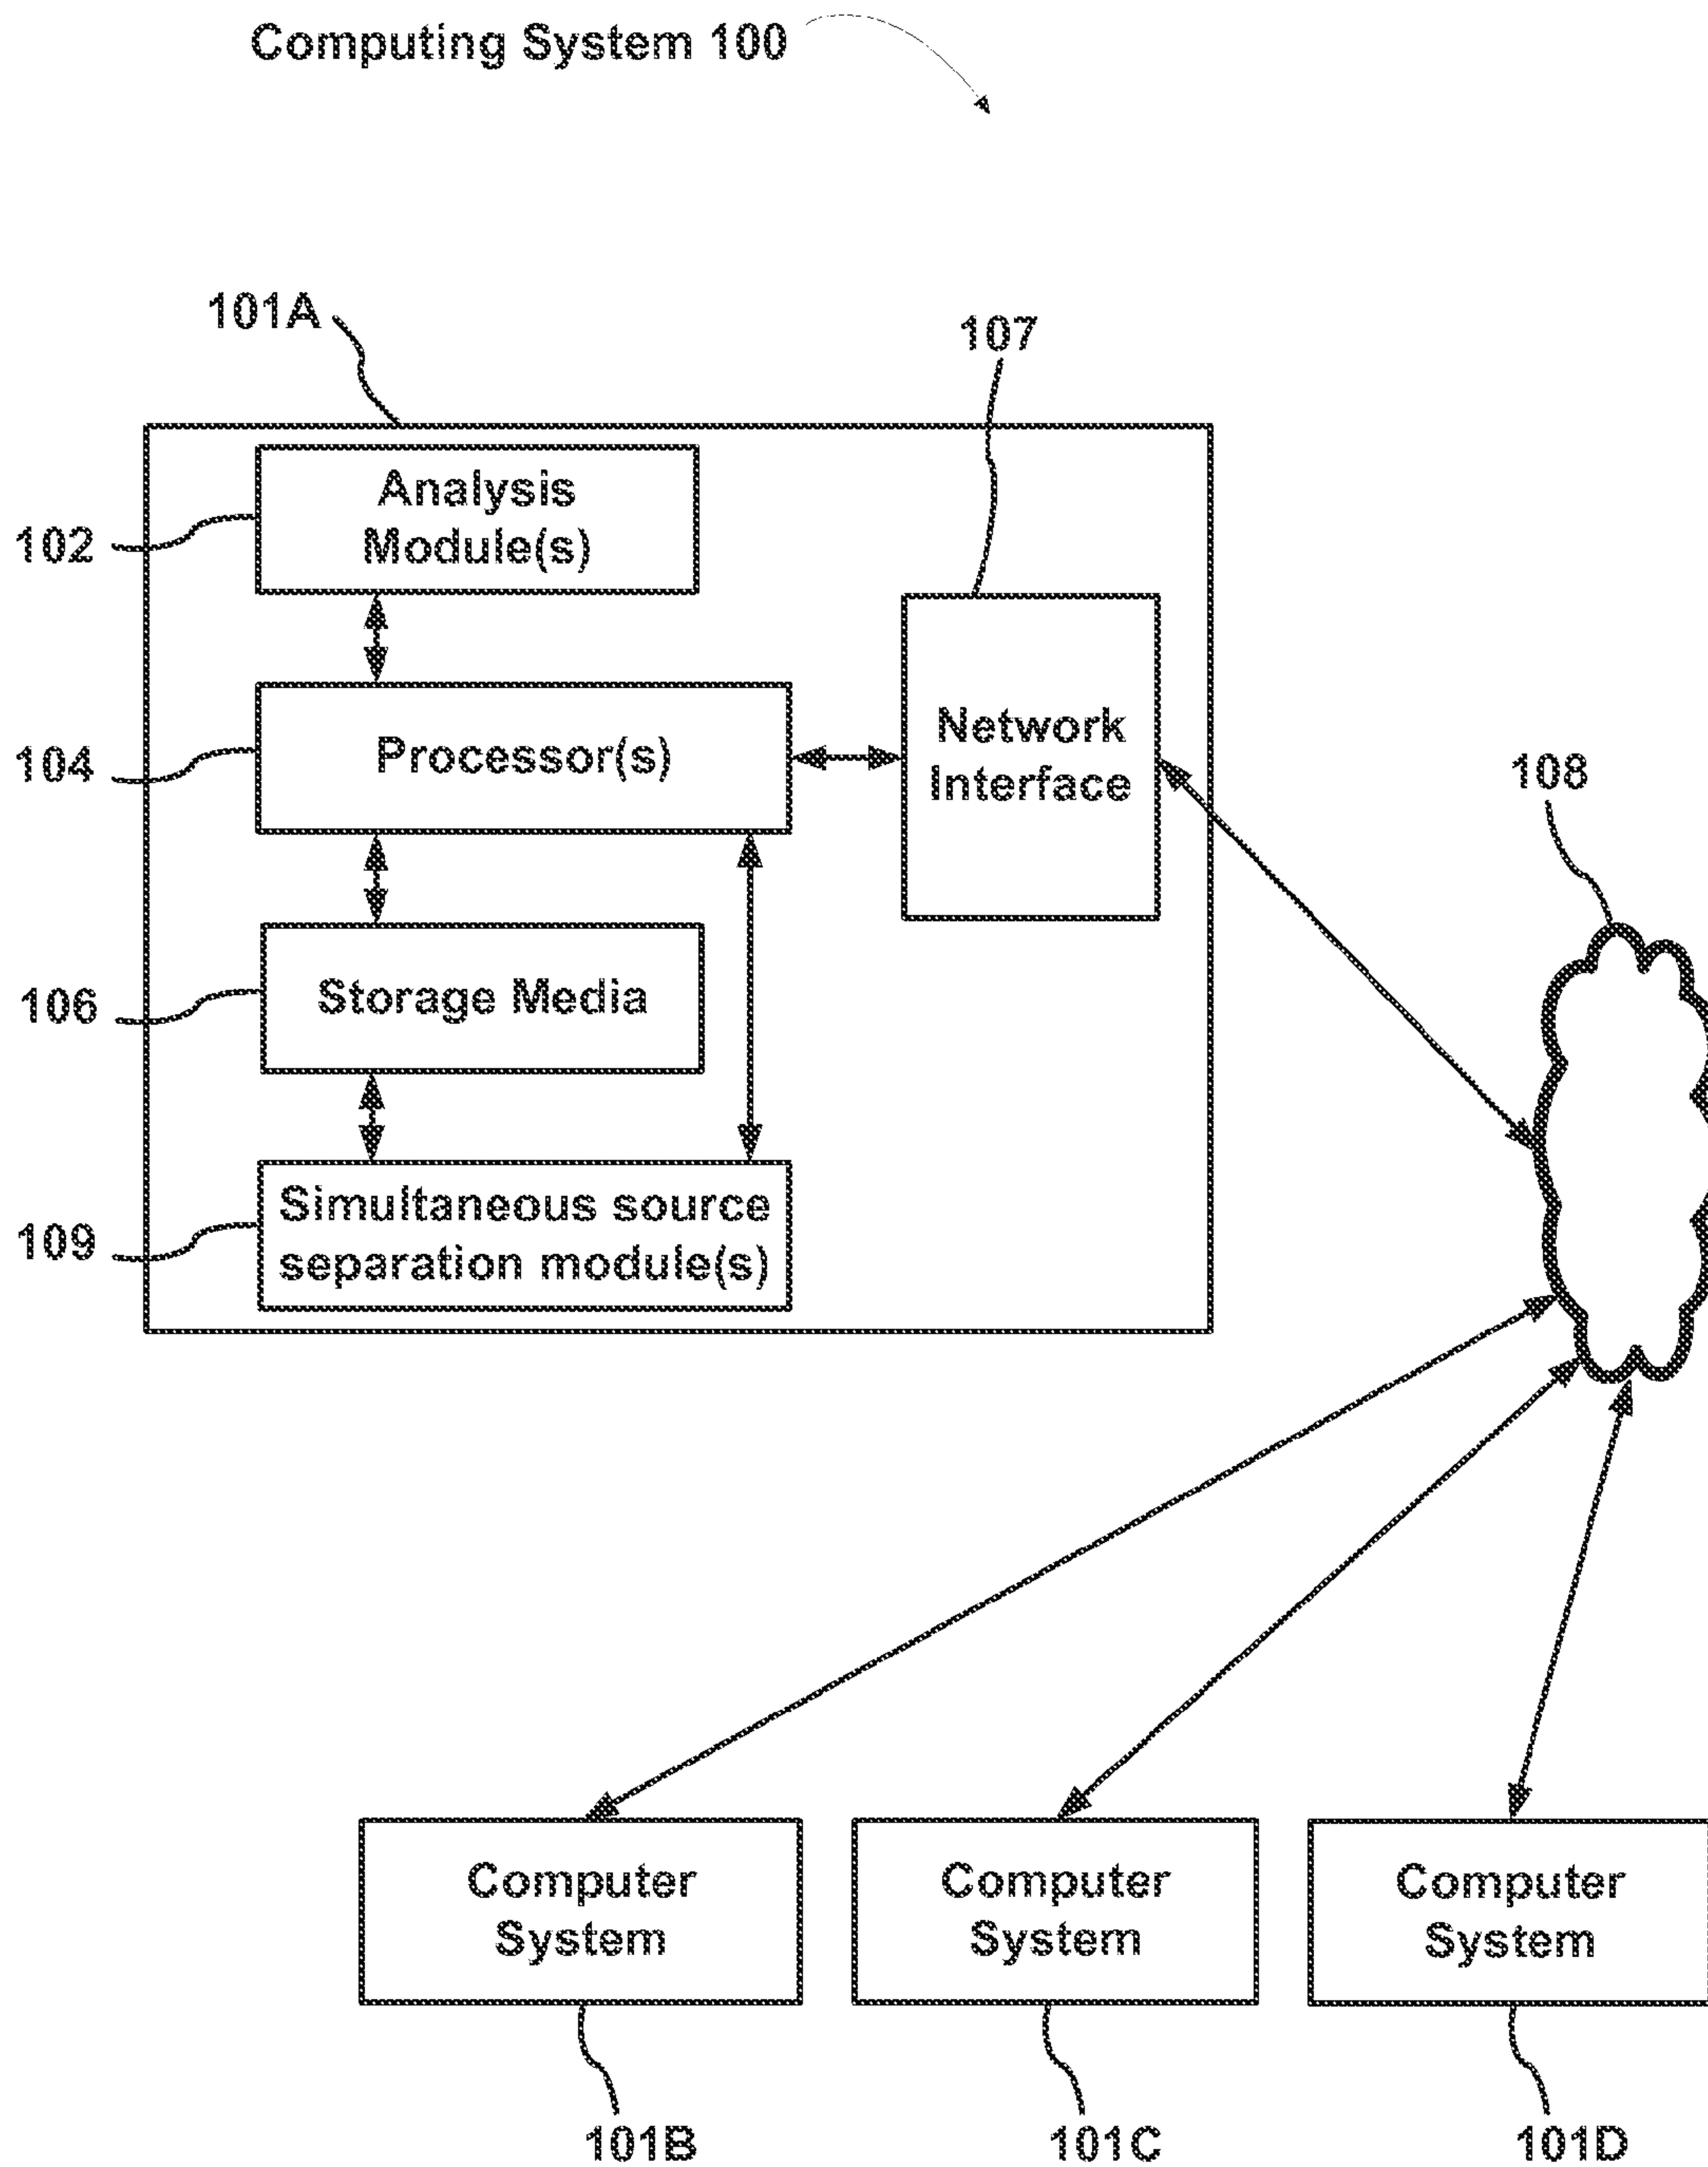 Computing System 100
101A
107
Analysis
Module(s)
102
Network
Interface
Processor(s)
104
108
Storage Media
106
Simultaneous source
separation module(s)
109
Computer
System
Computer
System
Computer
System
101B
101C
101D